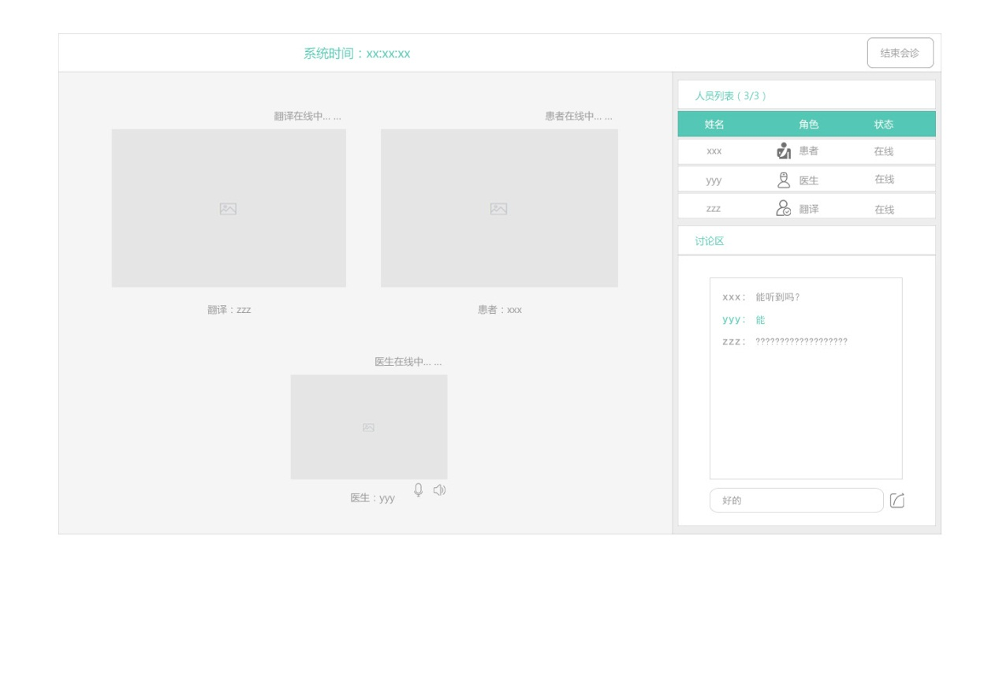 系统时间：xx:xx:xx
结束会诊
翻译在线中... ...
患者在线中... ...
翻译：zzz
患者：xxx
医生在线中... ...
医生：yyy
人员列表（3/3）
姓名 角色 状态
xxx 患者 在线
yyy 医生 在线
zzz 翻译 在线
讨论区
xxx： 能听到吗?
yyy： 能
zzz： ???????????????????
好的